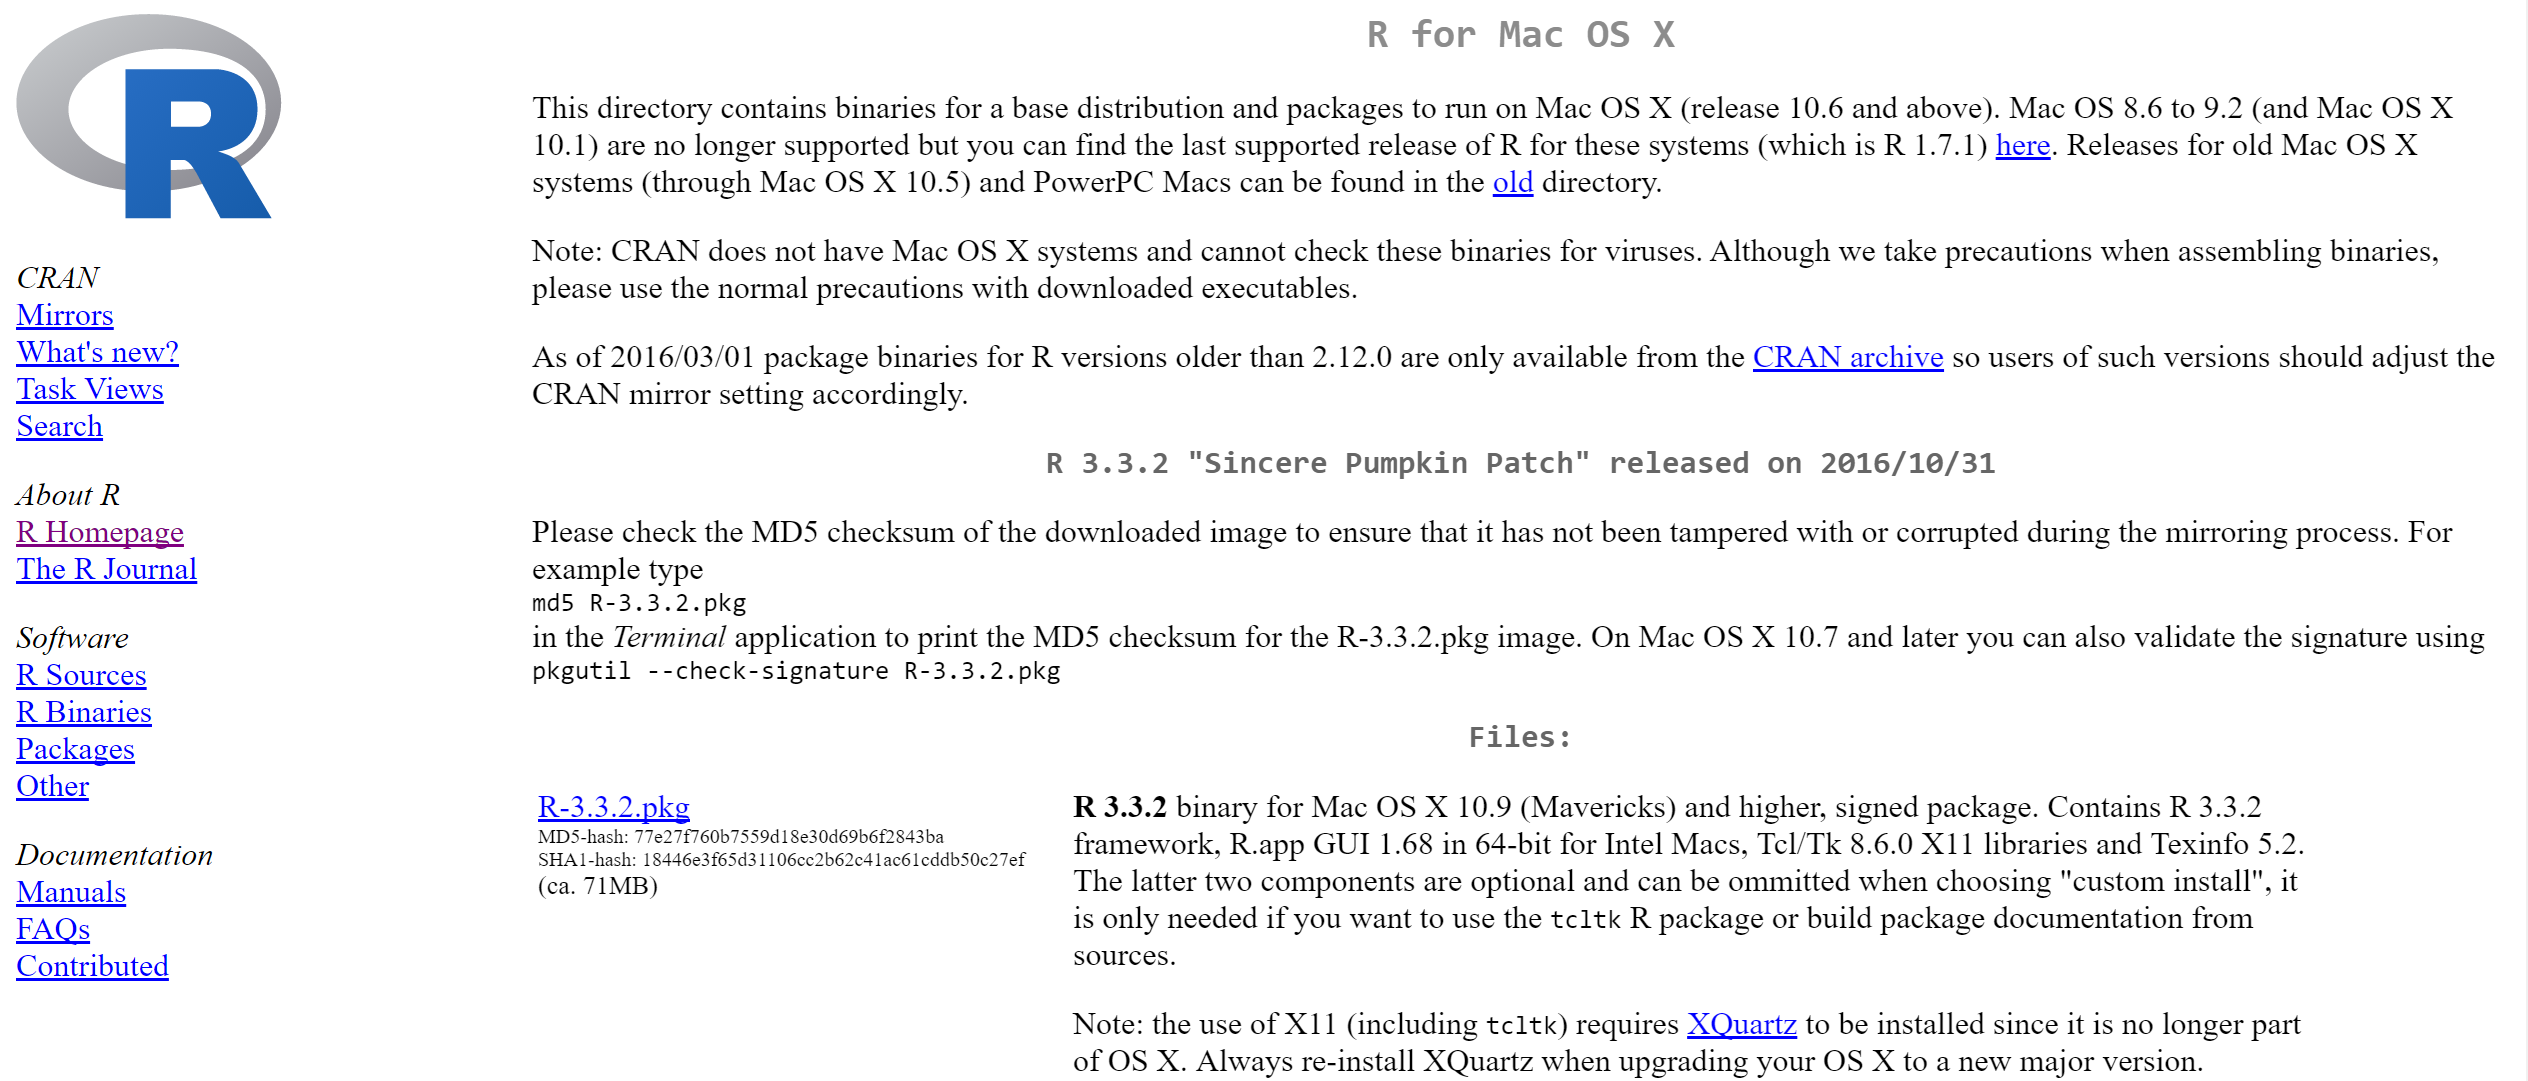 R
CRAN
Mirrors
What's new?
Task Views
Search
About R
R Homepage
The R Journal
Software
R Sources
R Binaries
Packages
Other
Documentation
Manuals
FAQs
Contributed
R for Mac OS X
This directory contains binaries for a base distribution and packages to run on Mac OS X (release 10.6 and above). Mac OS 8.6 to 9.2 (and Mac OS X
10.1) are no longer supported but you can find the last supported release of R for these systems (which is R 1.7.1) here. Releases for old Mac OS X
systems (through Mac OS X 10.5) and PowerPC Macs can be found in the old directory.
Note: CRAN does not have Mac OS X systems and cannot check these binaries for viruses. Although we take precautions when assembling binaries,
please use the normal precautions with downloaded executables.
As of 2016/03/01 package binaries for R versions older than 2.12.0 are only available from the CRAN archive so users of such versions should adjust the
CRAN mirror setting accordingly.
R 3.3.2 "Sincere Pumpkin Patch" released on 2016/10/31
Please check the MD5 checksum of the downloaded image to ensure that it has not been tampered with or corrupted during the mirroring process. For
example type
md5 R-3.3.2.pkg
in the Terminal application to print the MD5 checksum for the R-3.3.2.pkg image. On Mac OS X 10.7 and later you can also validate the signature using
pkgutil --check-signature R-3.3.2.pkg
Files:
R-3.3.2.pkg
MD5-hash: 77e27f760b7559d18e30d69b6f2843ba
SHA1-hash: 18446e3f65d31106cc2b62c41ac61cddb50c27ef
(ca. 71MB)
R 3.3.2 binary for Mac OS X 10.9 (Mavericks) and higher, signed package. Contains R 3.3.2
framework, R.app GUI 1.68 in 64-bit for Intel Macs, Tcl/Tk 8.6.0 X11 libraries and Texinfo 5.2.
The latter two components are optional and can be ommitted when choosing "custom install", it
is only needed if you want to use the tcltk R package or build package documentation from
sources.
Note: the use of X11 (including tcltk) requires XQuartz to be installed since it is no longer part
of OS X. Always re-install XQuartz when upgrading your OS X to a new major version.